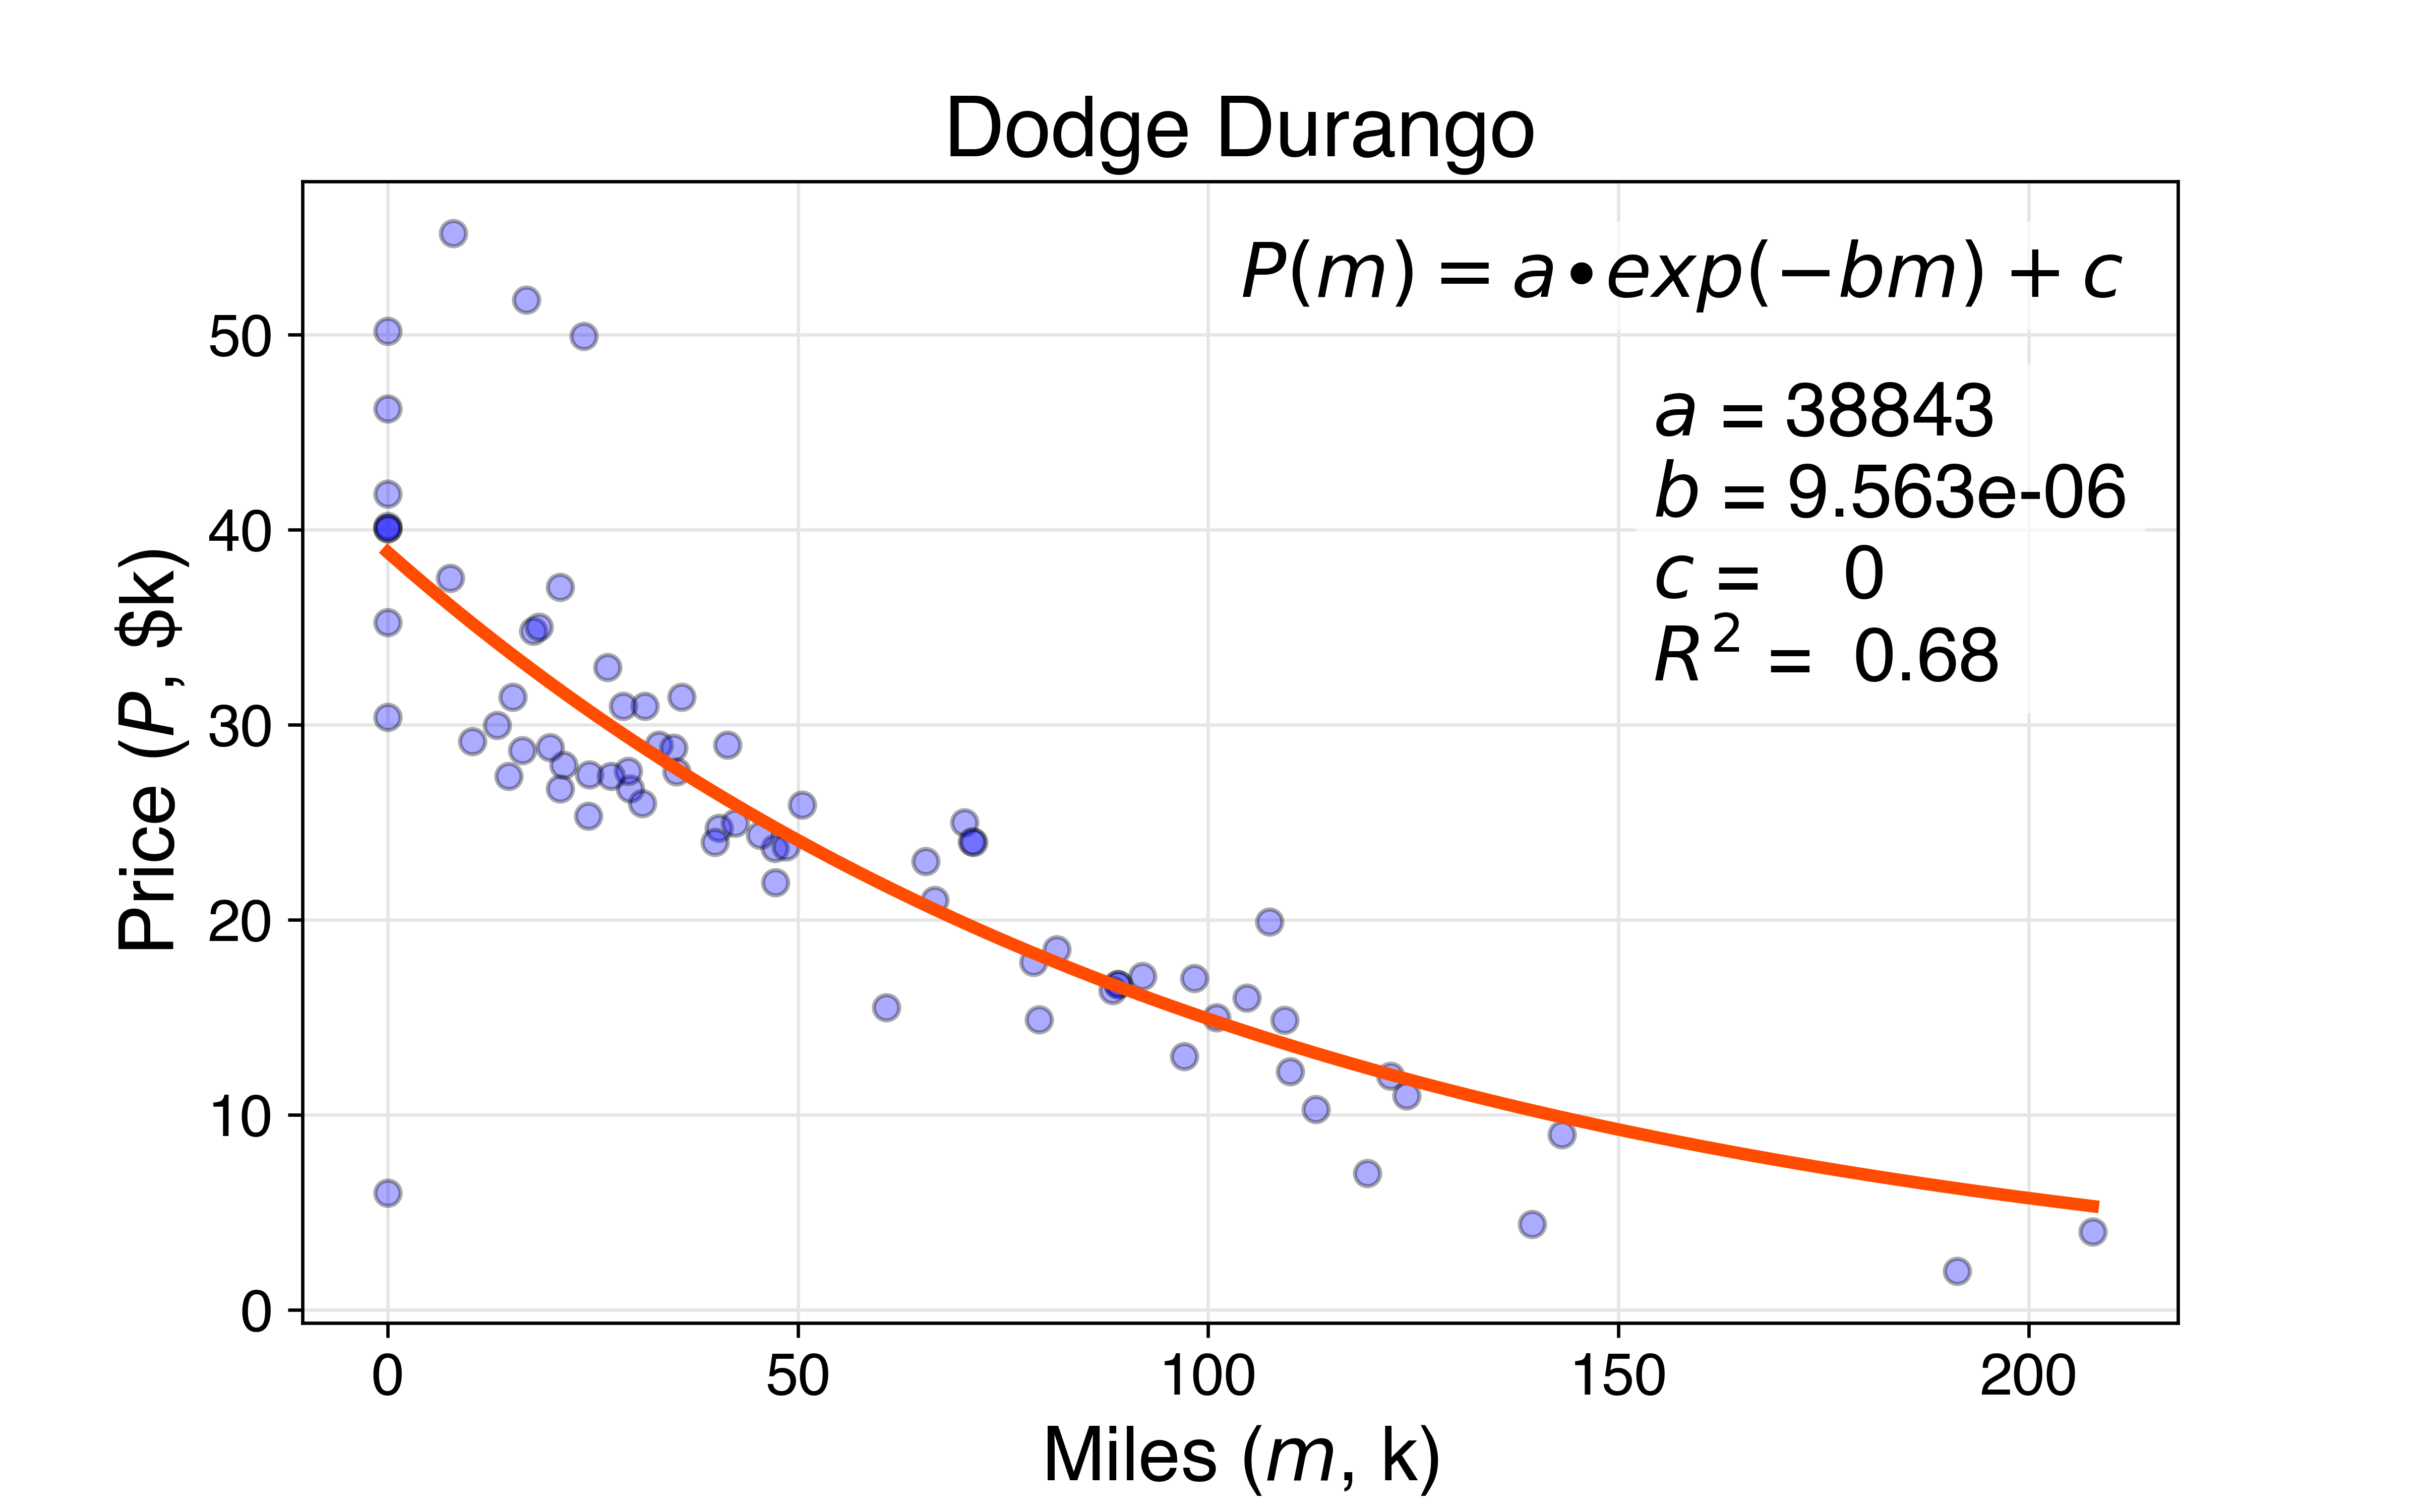 Dodge Durango
P(m) = a•exp(−bm) + c
a = 38843
b = 9.563e-06
c = 0
R² = 0.68
Price (P, $k)
50
40
30
20
10
0
0 50 100 150 200
Miles (m, k)